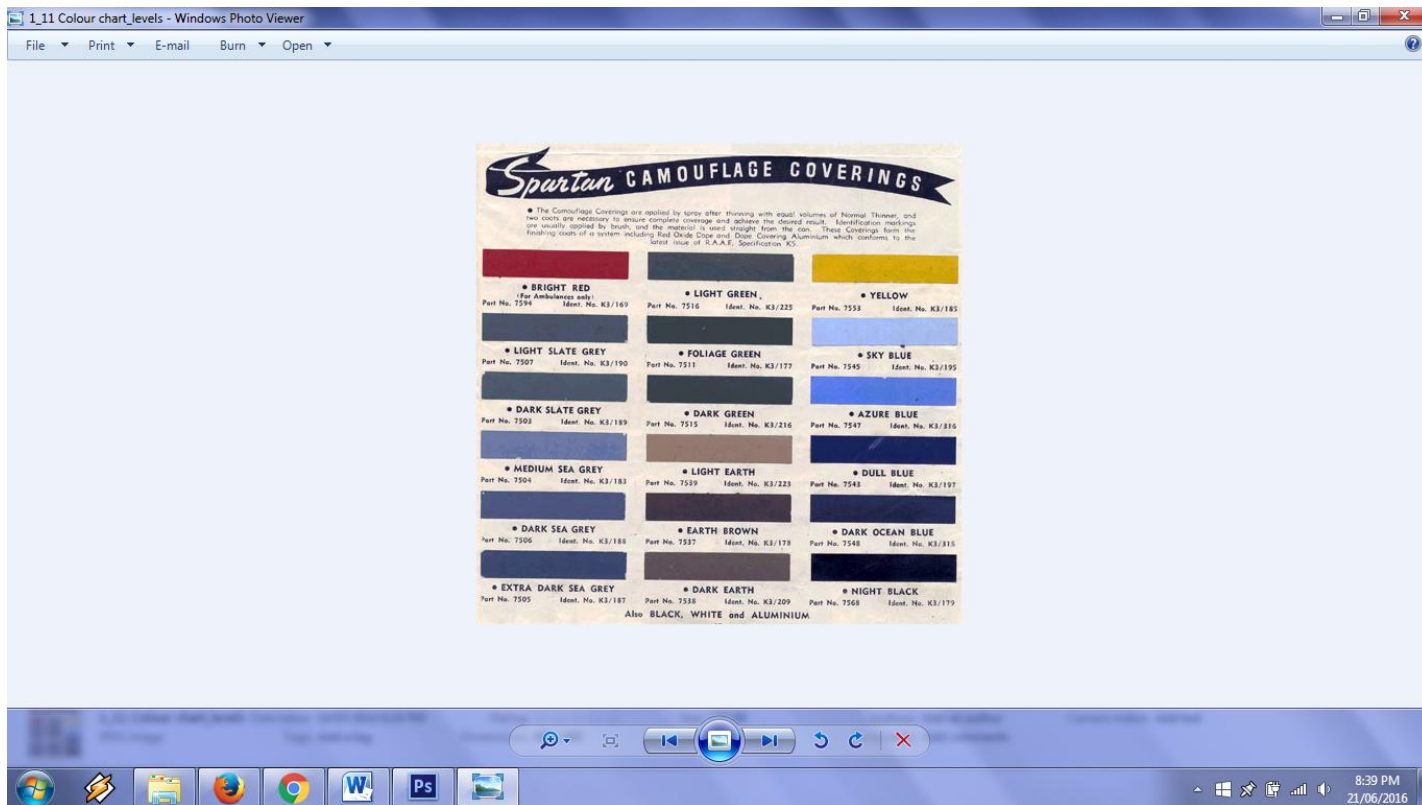 1_11 Colour chart_levels - Windows Photo Viewer
File Print E-mail Burn Open
Spartan CAMOUFLAGE COVERINGS
• The Camouflage Coverings are applied by spray after thinning with equal volumes of Normal Thinner, and
two coats are necessary to ensure complete coverage and achieve the desired result. Identification markings
are usually applied by brush, and the material is used straight from the can. These Coverings form the
finishing coats of a system including Red Oxide Dope and Dope Covering Aluminium which conforms to the
latest issue of R.A.A.F. Specification K5.
• BRIGHT RED
(For Ambulances only)
Part No. 7594 Ident. No. K3/169
• LIGHT GREEN
Part No. 7516 Ident. No. K3/225
• YELLOW
Part No. 7553 Ident. No. K3/185
• LIGHT SLATE GREY
Part No. 7507 Ident. No. K3/190
• FOLIAGE GREEN
Part No. 7511 Ident. No. K3/177
• SKY BLUE
Part No. 7545 Ident. No. K3/195
• DARK SLATE GREY
Part No. 7503 Ident. No. K3/189
• DARK GREEN
Part No. 7515 Ident. No. K3/216
• AZURE BLUE
Part No. 7547 Ident. No. K3/316
• MEDIUM SEA GREY
Part No. 7504 Ident. No. K3/183
• LIGHT EARTH
Part No. 7539 Ident. No. K3/223
• DULL BLUE
Part No. 7543 Ident. No. K3/197
• DARK SEA GREY
Part No. 7506 Ident. No. K3/188
• EARTH BROWN
Part No. 7537 Ident. No. K3/178
• DARK OCEAN BLUE
Part No. 7548 Ident. No. K3/315
• EXTRA DARK SEA GREY
Part No. 7505 Ident. No. K3/187
• DARK EARTH
Part No. 7538 Ident. No. K3/209
• NIGHT BLACK
Part No. 7568 Ident. No. K3/179
Also BLACK, WHITE and ALUMINIUM
Ps
8:39 PM
21/06/2016